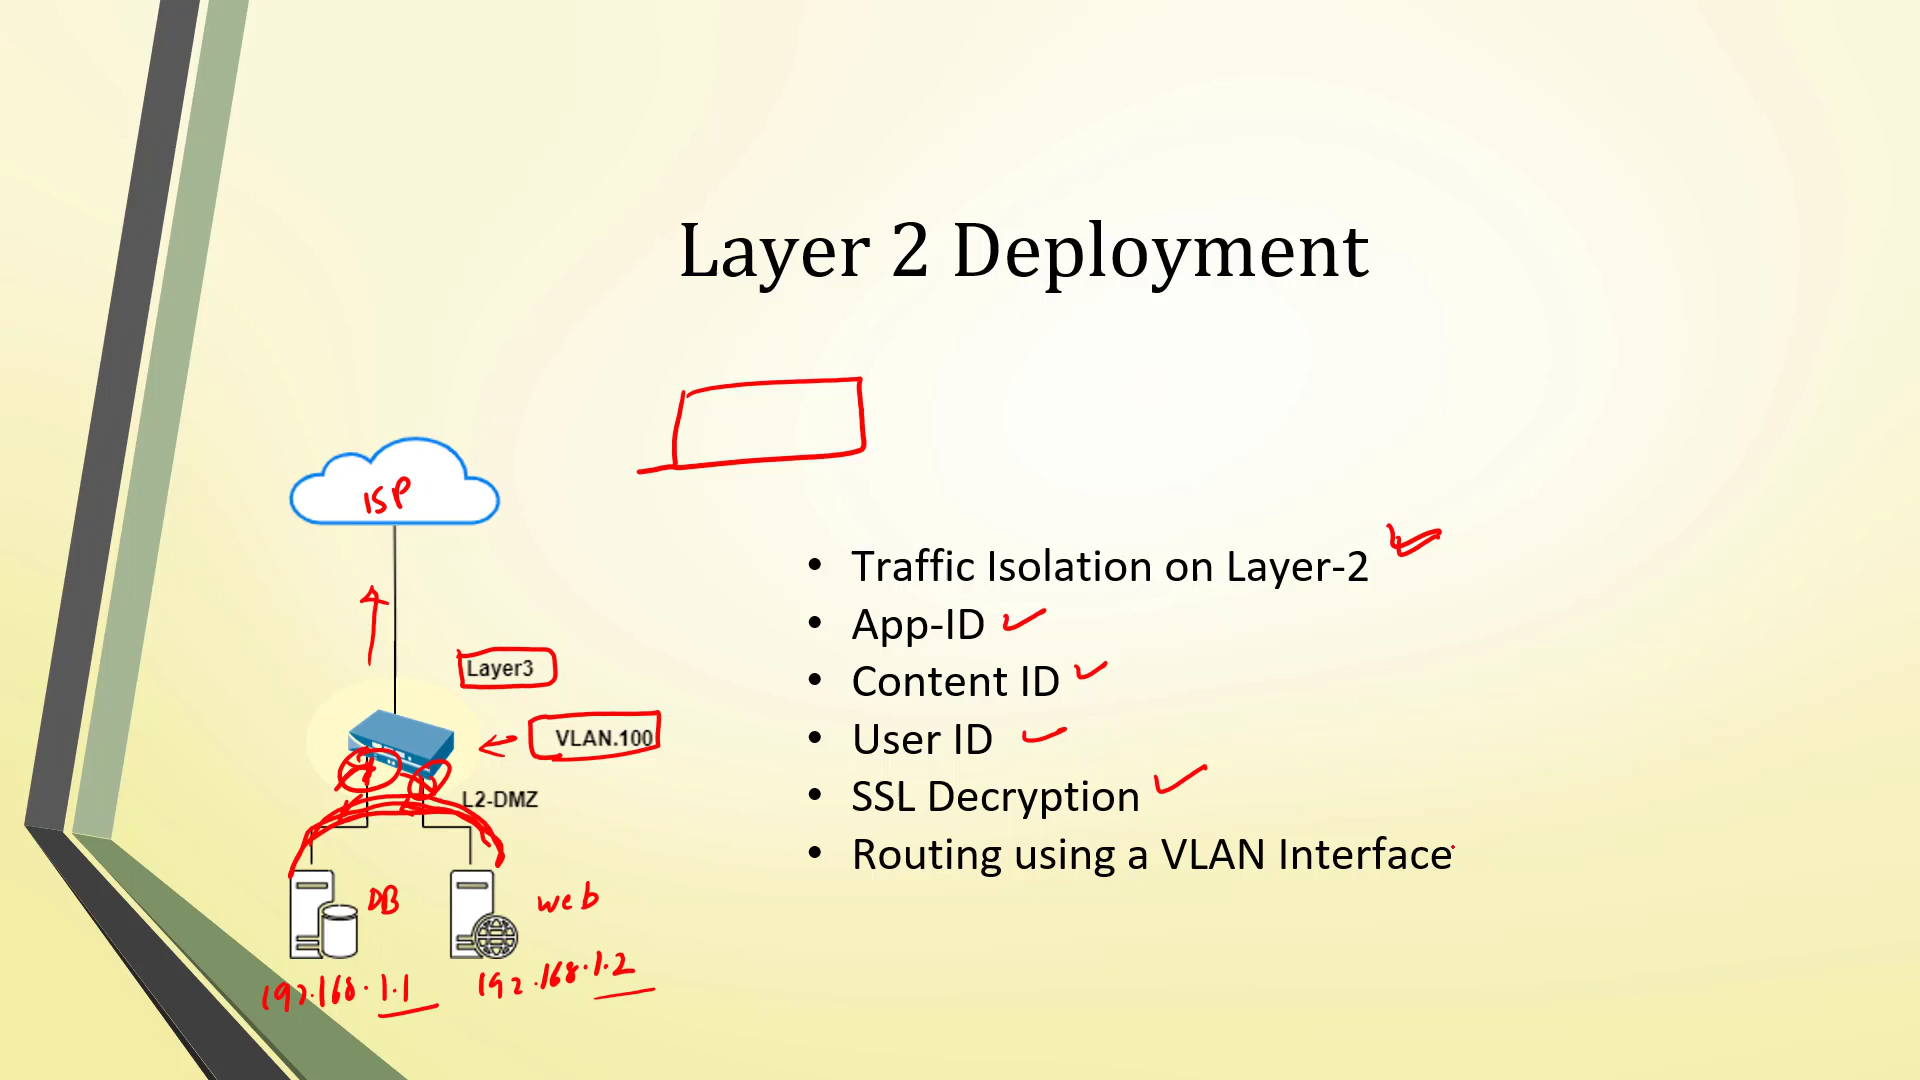 Layer 2 Deployment
ISP
Layer3
VLAN.100
L2-DMZ
DB
web
192.168.1.1
192.168.1.2
• Traffic Isolation on Layer-2
• App-ID
• Content ID
• User ID
• SSL Decryption
• Routing using a VLAN Interface